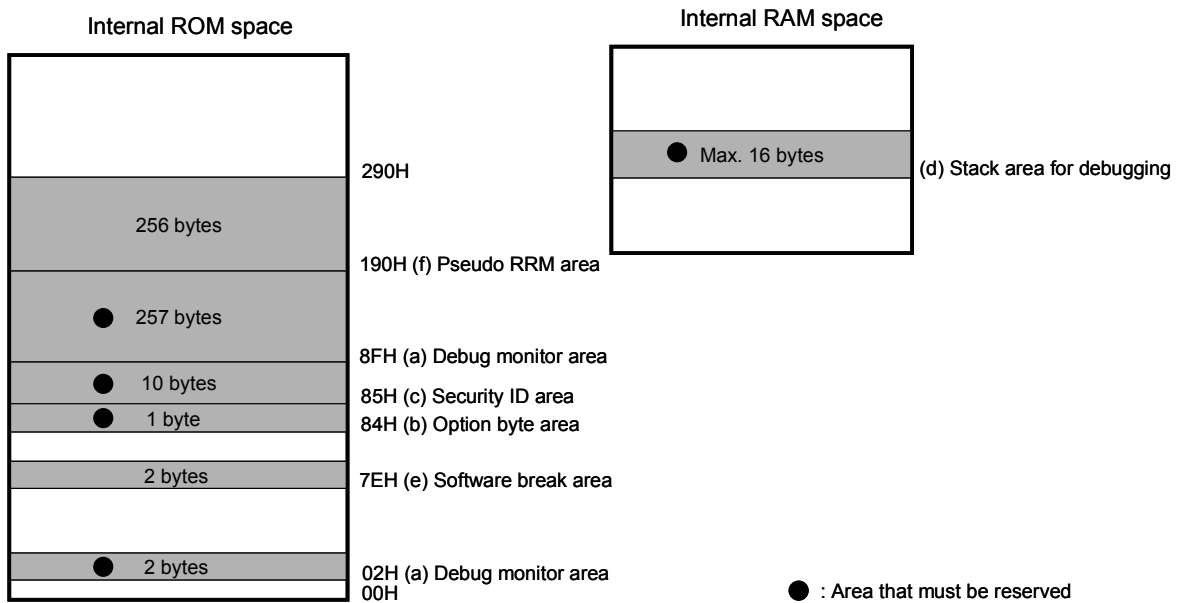 Internal ROM space
290H
256 bytes
190H (f) Pseudo RRM area
257 bytes
8FH (a) Debug monitor area
10 bytes
85H (c) Security ID area
1 byte
84H (b) Option byte area
2 bytes
7EH (e) Software break area
2 bytes
02H (a) Debug monitor area
00H
Internal RAM space
Max. 16 bytes
(d) Stack area for debugging
: Area that must be reserved